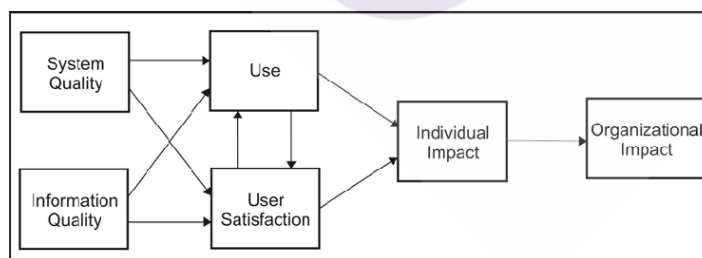 System
Quality
Use
Individual
Impact
Organizational
Impact
Information
Quality
User
Satisfaction